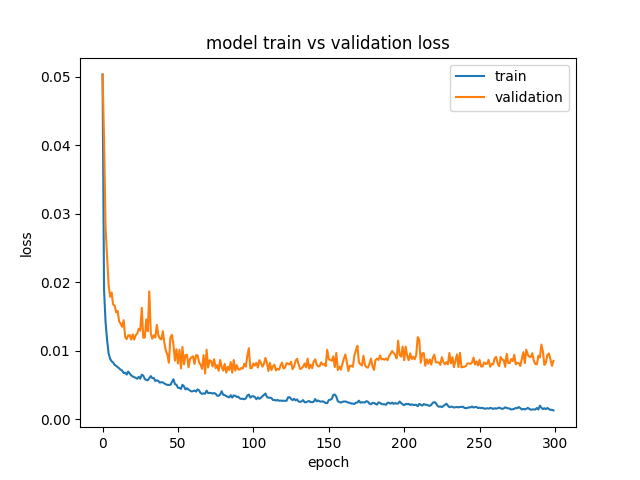 model train vs validation loss
train
validation
0.05
0.04
0.03
0.02
0.01
0.00
loss
0 50 100 150 200 250 300
epoch